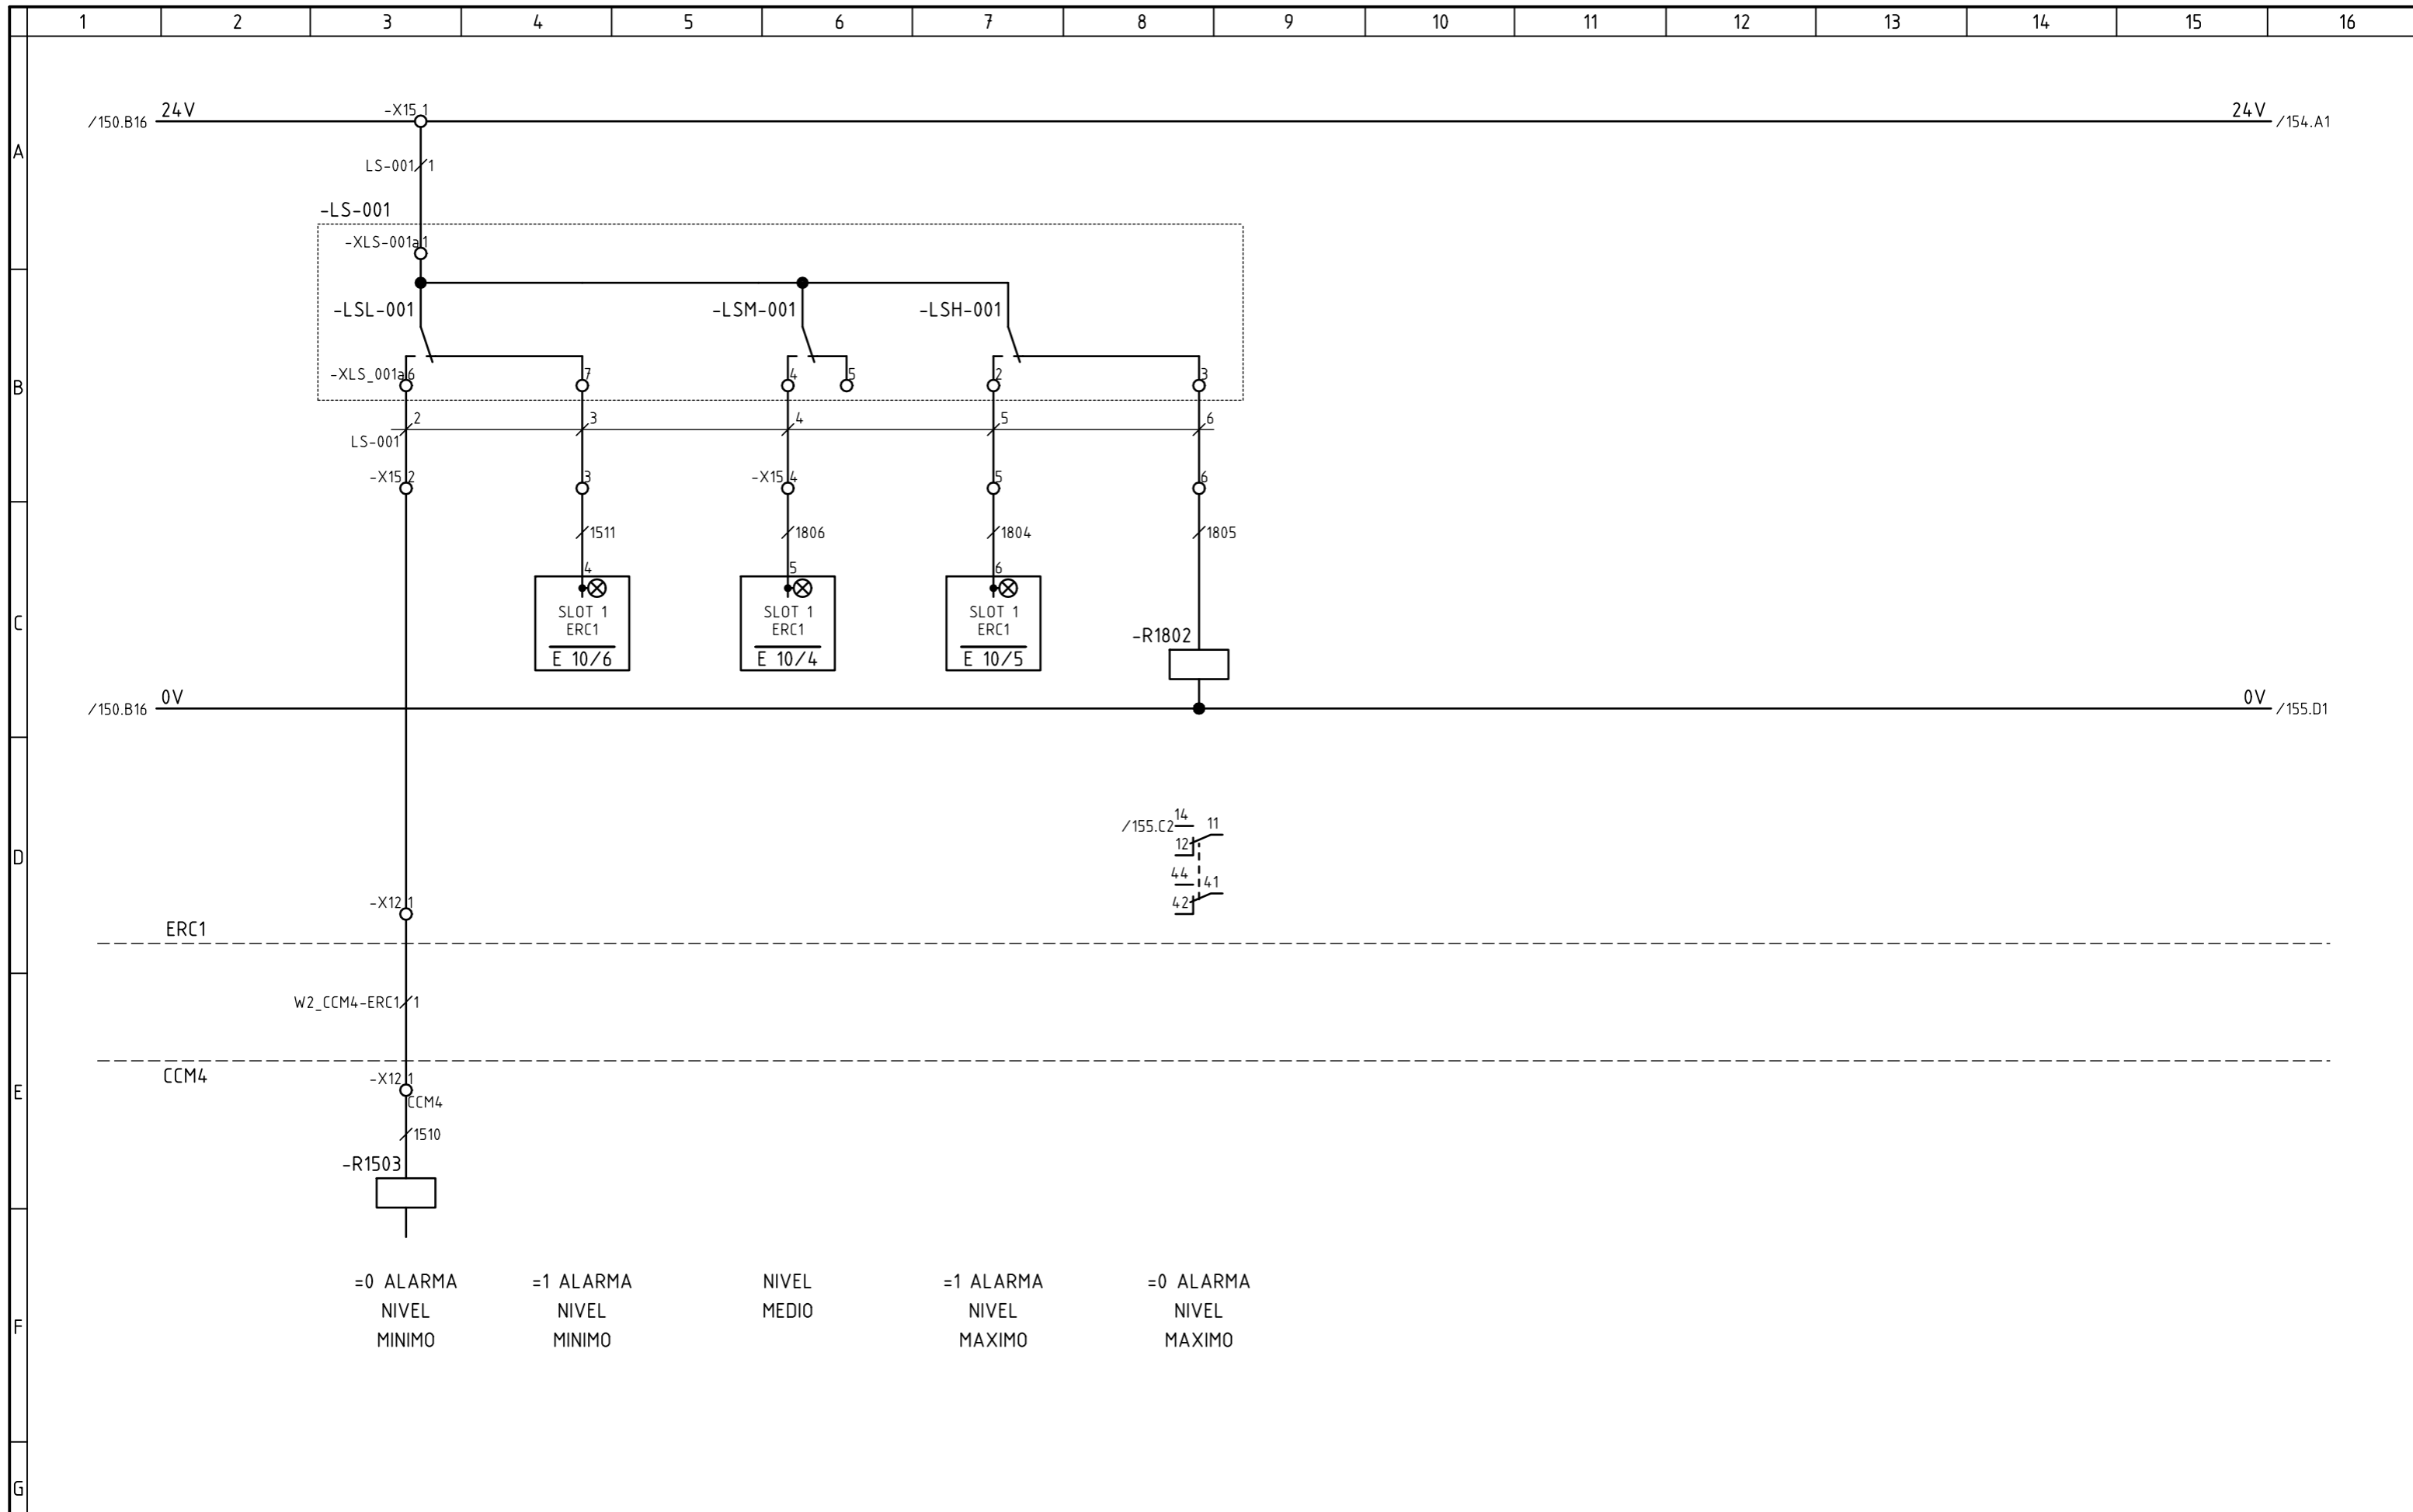 1 2 3 4 5 6 7 8 9 10 11 12 13 14 15 16
24V -X15 1 24V
/150.B16 /154.A1
A
LS-001 1
-LS-001
-XLS-001a 1
-LSL-001 -LSM-001 -LSH-001
-XLS_001a 6 7 4 5 2 3
B
2 3 4 5 6
LS-001
-X15 2 3 -X15 4 5 6
1511 1806 1804 1805
4 5 6
SLOT 1 SLOT 1 SLOT 1
C
ERC1 ERC1 ERC1
-R1802
E 10/6 E 10/4 E 10/5
0V 0V
/150.B16 /155.D1
14
/155.C2 11
12
D
44
41
42
-X12 1
ERC1
W2_CCM4-ERC1 1
CCM4 -X12 1
E
CCM4
1510
-R1503
=0 ALARMA =1 ALARMA NIVEL =1 ALARMA =0 ALARMA
NIVEL NIVEL MEDIO NIVEL NIVEL
F
MINIMO MINIMO MAXIMO MAXIMO
G